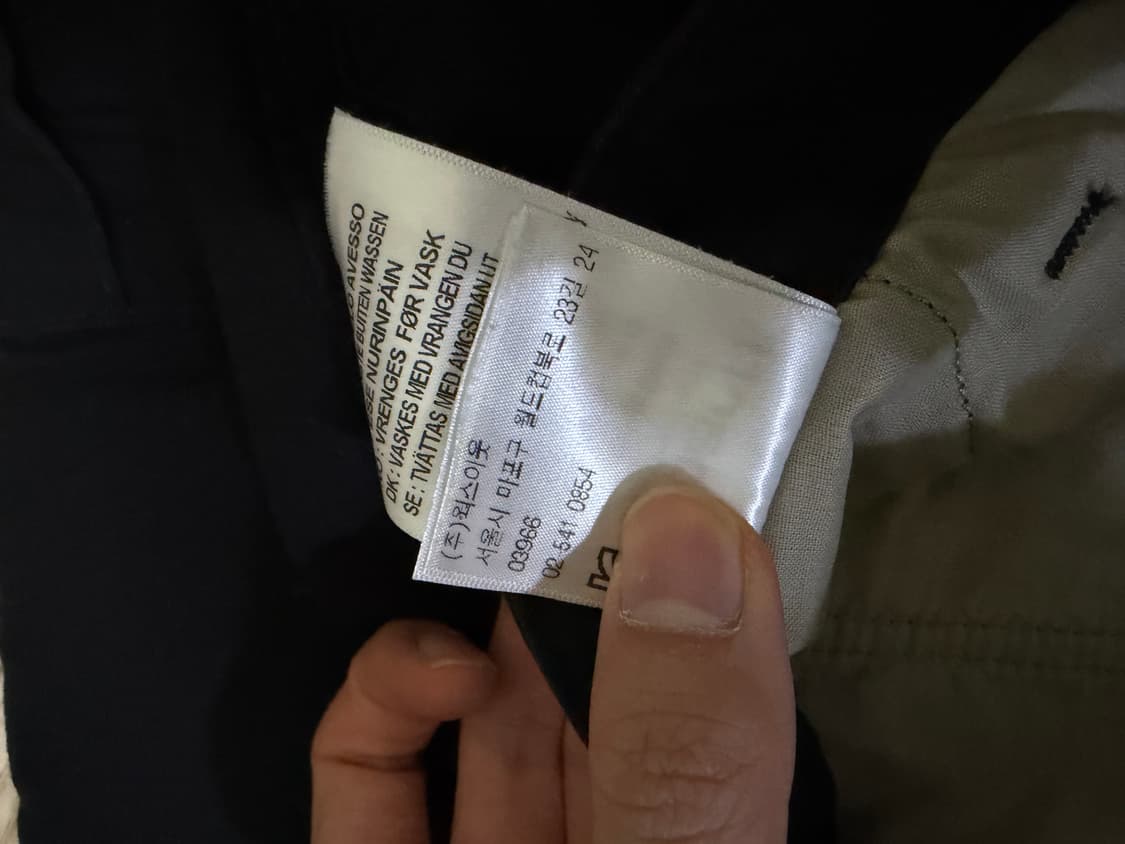 AVESSO
BUITEN WASSEN
NURINPÄIN
: VRENGES FØR VASK
DK : VASKES MED VRANGEN DU
SE : TVÄTTAS MED AVIGSIDAN UT
y
(주)웍스아웃
서울시 마포구 월드컵북로 23길 24
03966
02 541 0854